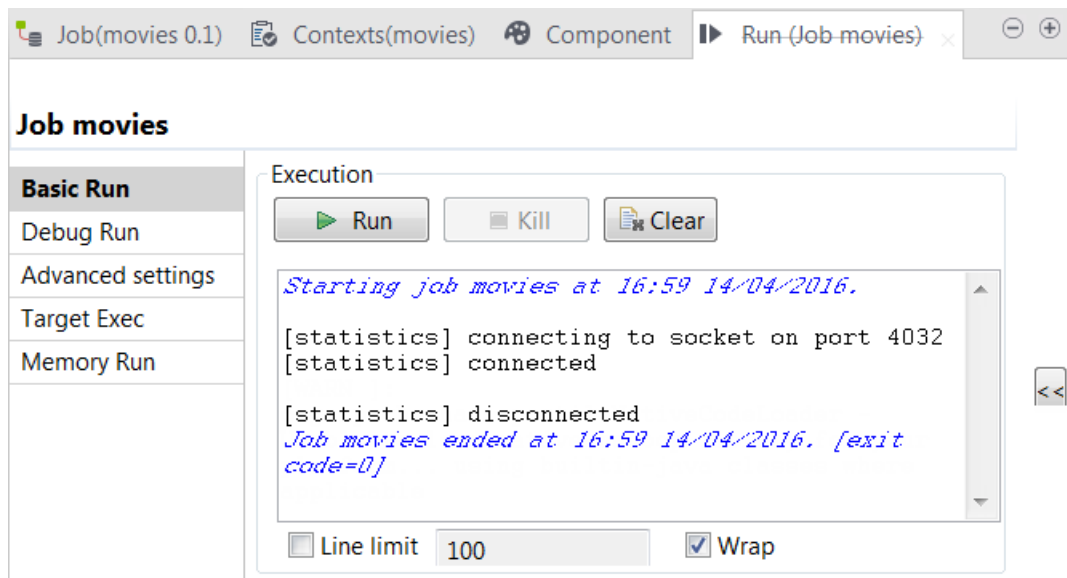 Job(movies 0.1) Contexts(movies) Component Run (Job movies)
Job movies
Basic Run
Debug Run
Advanced settings
Target Exec
Memory Run
Execution
Run Kill Clear
Starting job movies at 16:59 14/04/2016.
[statistics] connecting to socket on port 4032
[statistics] connected
[statistics] disconnected
Job movies ended at 16:59 14/04/2016. [exit
code=0]
Line limit 100 Wrap
<<